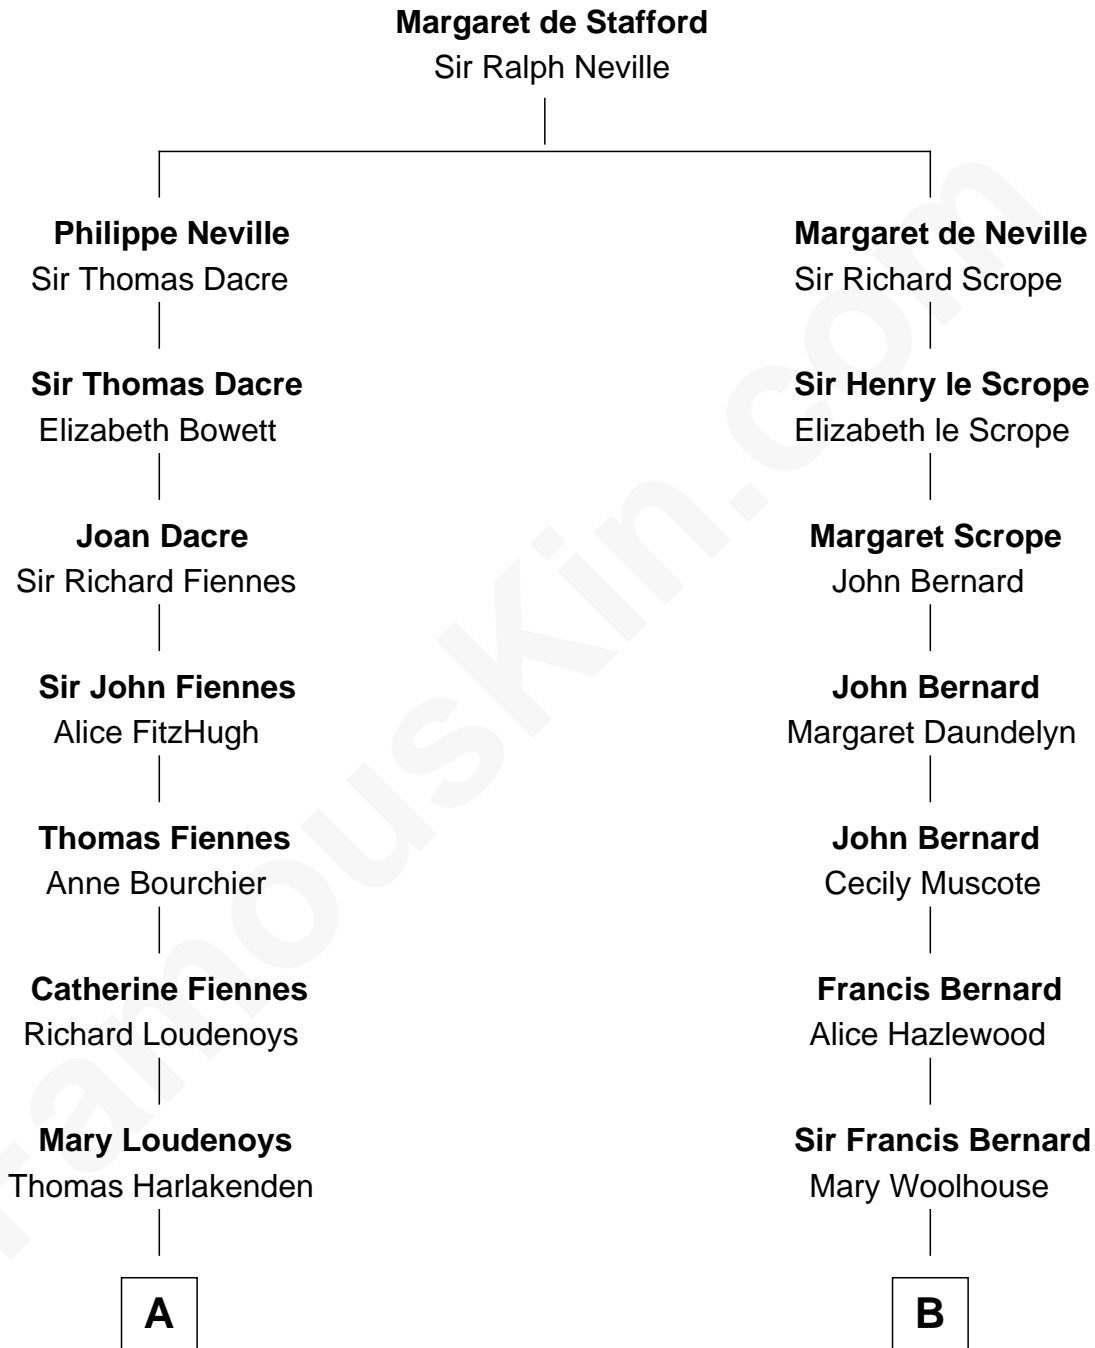 Margaret de Stafford
Sir Ralph Neville
Philippe Neville
Sir Thomas Dacre
Margaret de Neville
Sir Richard Scrope
Sir Thomas Dacre
Elizabeth Bowett
Sir Henry le Scrope
Elizabeth le Scrope
Joan Dacre
Sir Richard Fiennes
Margaret Scrope
John Bernard
Sir John Fiennes
Alice FitzHugh
John Bernard
Margaret Daundelyn
Thomas Fiennes
Anne Bourchier
John Bernard
Cecily Muscote
Catherine Fiennes
Richard Loudenoys
Francis Bernard
Alice Hazlewood
Mary Loudenoys
Thomas Harlakenden
Sir Francis Bernard
Mary Woolhouse
A
B
FamousKin.com